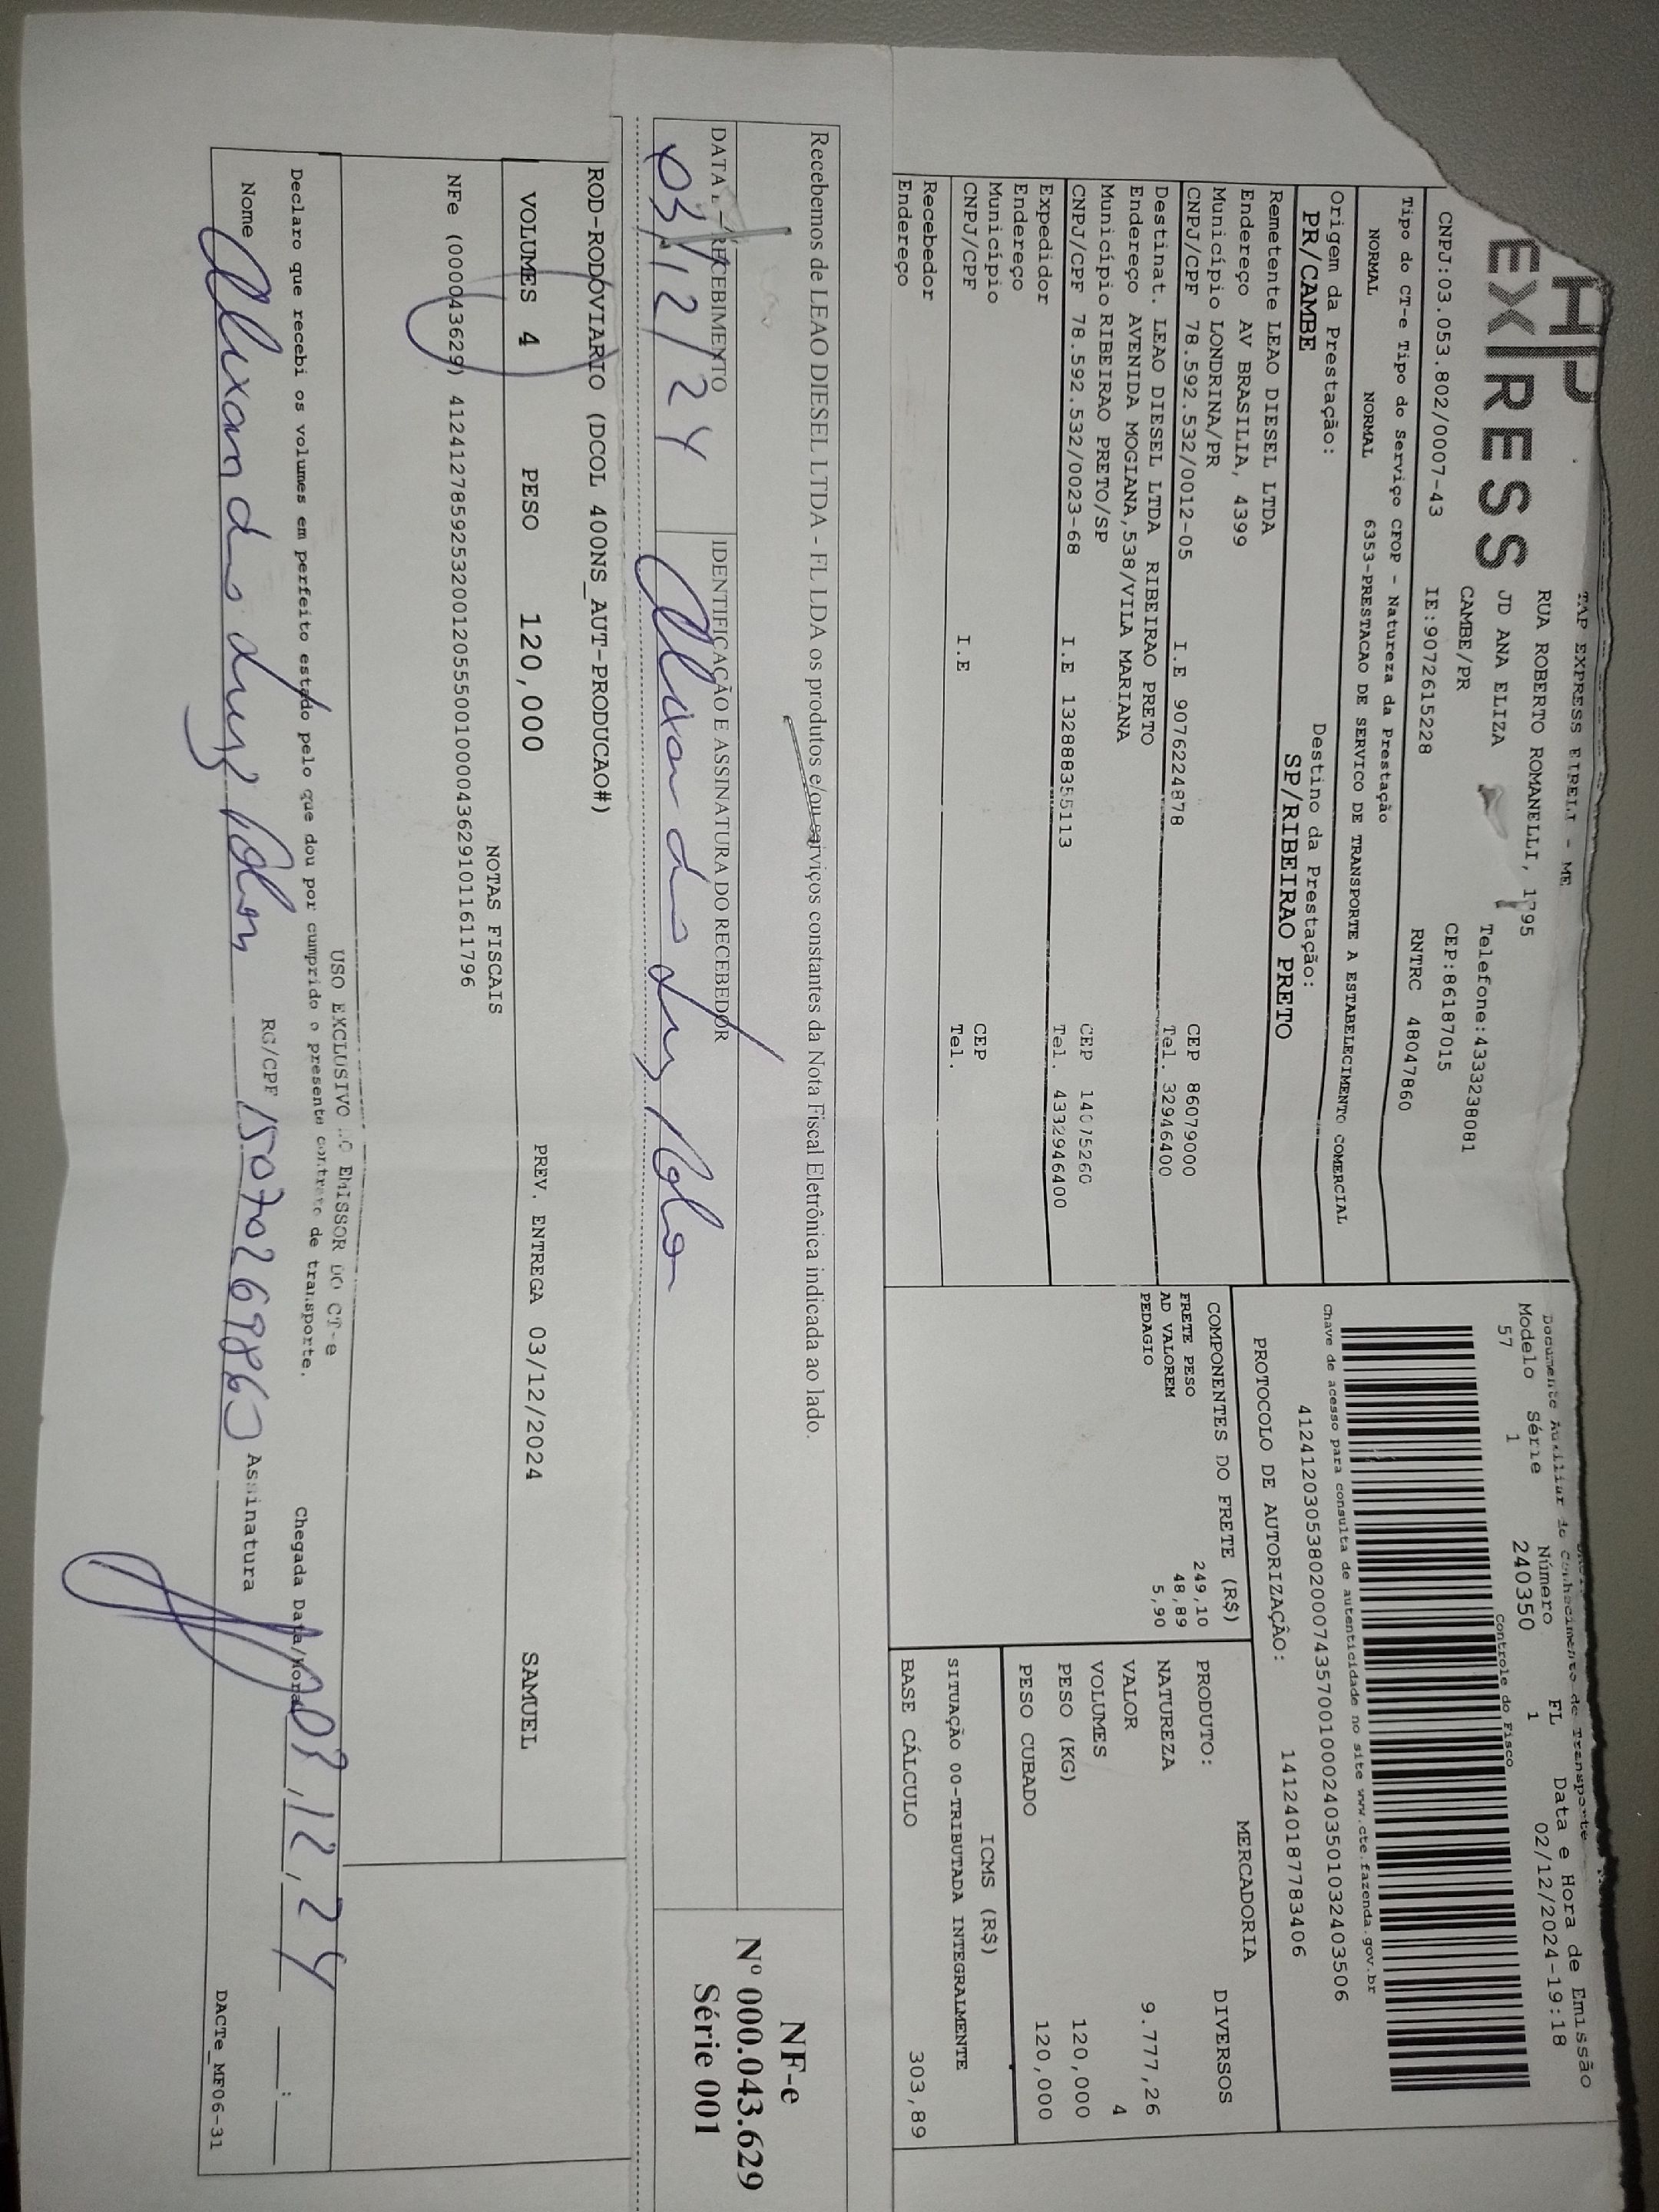 HP
EXPRESS
TAP EXPRESS EIRELI - ME
RUA ROBERTO ROMANELLI, 1295
JD ANA ELIZA
Telefone:4333238081
CAMBE/PR
CEP:86187015
CNPJ:03.053.802/0007-43 IE:9072615228 RNTRC 48047860
Tipo do CT-e Tipo do Serviço CFOP - Natureza da Prestação
NORMAL NORMAL 6353-PRESTACAO DE SERVICO DE TRANSPORTE A ESTABELECIMENTO COMERCIAL
Origem da Prestação: Destino da Prestação:
PR/CAMBE SP/RIBEIRAO PRETO
Remetente LEAO DIESEL LTDA
Endereço AV BRASILIA, 4399
Município LONDRINA/PR CEP 86079000
CNPJ/CPF 78.592.532/0012-05 I.E 9076224878 Tel. 32946400
Destinat. LEAO DIESEL LTDA RIBEIRAO PRETO
Endereço AVENIDA MOGIANA,538/VILA MARIANA
Município RIBEIRAO PRETO/SP CEP 14075260
CNPJ/CPF 78.592.532/0023-68 I.E 132888355113 Tel. 4332946400
Expedidor
Endereço
Município CEP
CNPJ/CPF I.E Tel.
Recebedor
Endereço
Documento Auxiliar do Conhecimento de Transporte
Modelo Série Número FL Data e Hora de Emissão
57 1 240350 1 02/12/2024-19:18
Controle do Fisco
Chave de acesso para consulta de autenticidade no site www.cte.fazenda.gov.br
41241203053802000743570010002403501032403506
PROTOCOLO DE AUTORIZAÇÃO: 141240187783406
COMPONENTES DO FRETE (R$)
FRETE PESO 249,10
AD VALOREM 48,89
PEDAGIO 5,90
MERCADORIA
PRODUTO: DIVERSOS
NATUREZA
VALOR 9.777,26
VOLUMES 4
PESO (KG) 120,000
PESO CUBADO 120,000
ICMS (R$)
SITUAÇÃO 00-TRIBUTADA INTEGRALMENTE
BASE CÁLCULO 303,89
Recebemos de LEAO DIESEL LTDA - FL LDA os produtos e/ou serviços constantes da Nota Fiscal Eletrônica indicada ao lado.
DATA RECEBIMENTO IDENTIFICAÇÃO E ASSINATURA DO RECEBEDOR
03/12/24
NF-e
Nº 000.043.629
Série 001
ROD-RODOVIARIO (DCOL 400NS_AUT-PRODUCAO#)
VOLUMES 4 PESO 120,000 PREV. ENTREGA 03/12/2024 SAMUEL
NOTAS FISCAIS
NFe (000043629) 41241278592532001205550010000436291011611796
USO EXCLUSIVO DO EMISSOR DO CT-e
Declaro que recebi os volumes em perfeito estado pelo que dou por cumprido o presente contrato de transporte.
Chegada Data/Hora 03,12,24 __:__
Nome RG/CPF Assinatura
DACTe_MF06-31